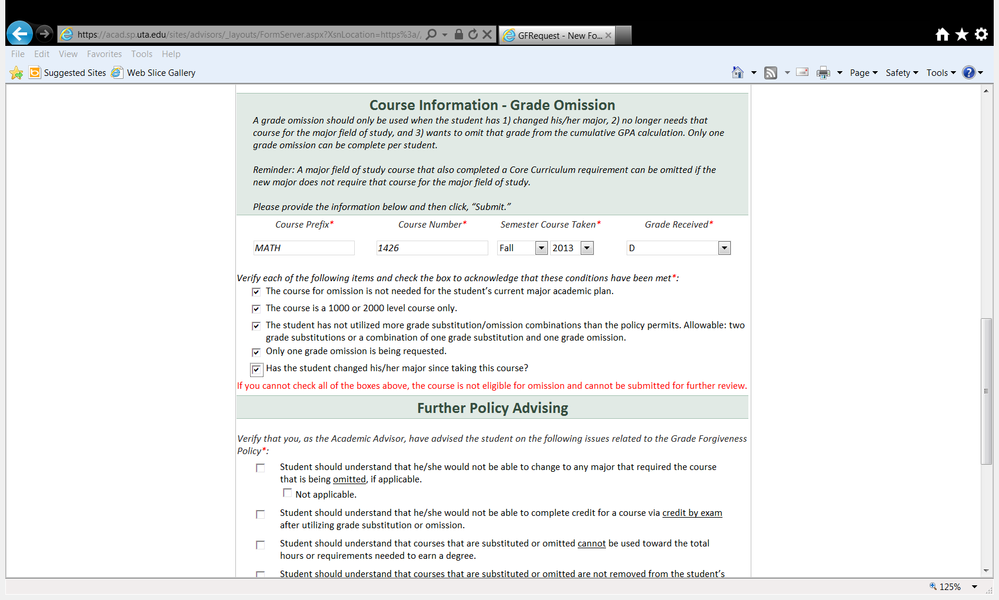 https://acad.sp.uta.edu/sites/advisors/_layouts/FormServer.aspx?XsnLocation=https%3a/,
GFRequest - New Fo...
File Edit View Favorites Tools Help
Suggested Sites Web Slice Gallery
Page Safety Tools
Course Information - Grade Omission
A grade omission should only be used when the student has 1) changed his/her major, 2) no longer needs that
course for the major field of study, and 3) wants to omit that grade from the cumulative GPA calculation. Only one
grade omission can be complete per student.
Reminder: A major field of study course that also completed a Core Curriculum requirement can be omitted if the
new major does not require that course for the major field of study.
Please provide the information below and then click, “Submit.”
Course Prefix* Course Number* Semester Course Taken* Grade Received*
MATH 1426 Fall 2013 D
Verify each of the following items and check the box to acknowledge that these conditions have been met*:
The course for omission is not needed for the student’s current major academic plan.
The course is a 1000 or 2000 level course only.
The student has not utilized more grade substitution/omission combinations than the policy permits. Allowable: two
grade substitutions or a combination of one grade substitution and one grade omission.
Only one grade omission is being requested.
Has the student changed his/her major since taking this course?
If you cannot check all of the boxes above, the course is not eligible for omission and cannot be submitted for further review.
Further Policy Advising
Verify that you, as the Academic Advisor, have advised the student on the following issues related to the Grade Forgiveness
Policy*:
Student should understand that he/she would not be able to change to any major that required the course
that is being omitted, if applicable.
Not applicable.
Student should understand that he/she would not be able to complete credit for a course via credit by exam
after utilizing grade substitution or omission.
Student should understand that courses that are substituted or omitted cannot be used toward the total
hours or requirements needed to earn a degree.
Student should understand that courses that are substituted or omitted are not removed from the student’s
125%